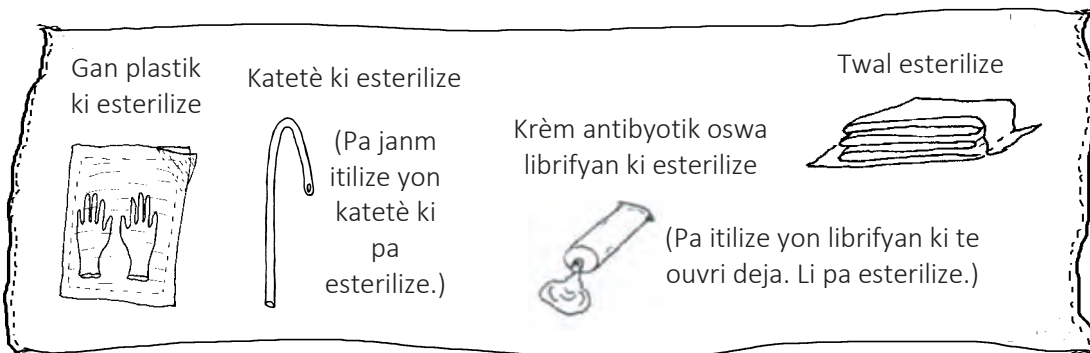 Gan plastik
ki esterilize
Katetè ki esterilize
(Pa janm
itilize yon
katetè ki
pa
esterilize.)
Krèm antibyotik oswa
librifyan ki esterilize
(Pa itilize yon librifyan ki te
ouvri deja. Li pa esterilize.)
Twal esterilize